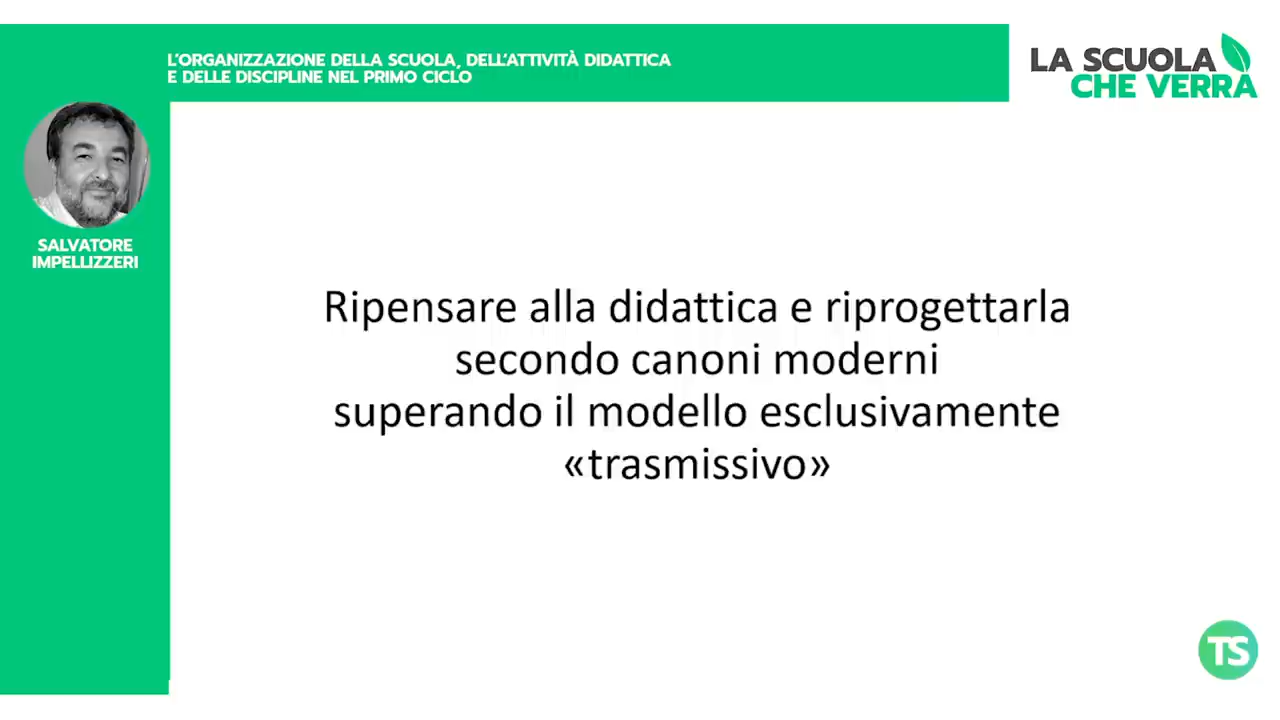 L'ORGANIZZAZIONE DELLA SCUOLA, DELL'ATTIVITÀ DIDATTICA
E DELLE DISCIPLINE NEL PRIMO CICLO
LA SCUOLA
CHE VERRÀ
SALVATORE
IMPELLIZZERI
Ripensare alla didattica e riprogettarla
secondo canoni moderni
superando il modello esclusivamente
«trasmissivo»
TS